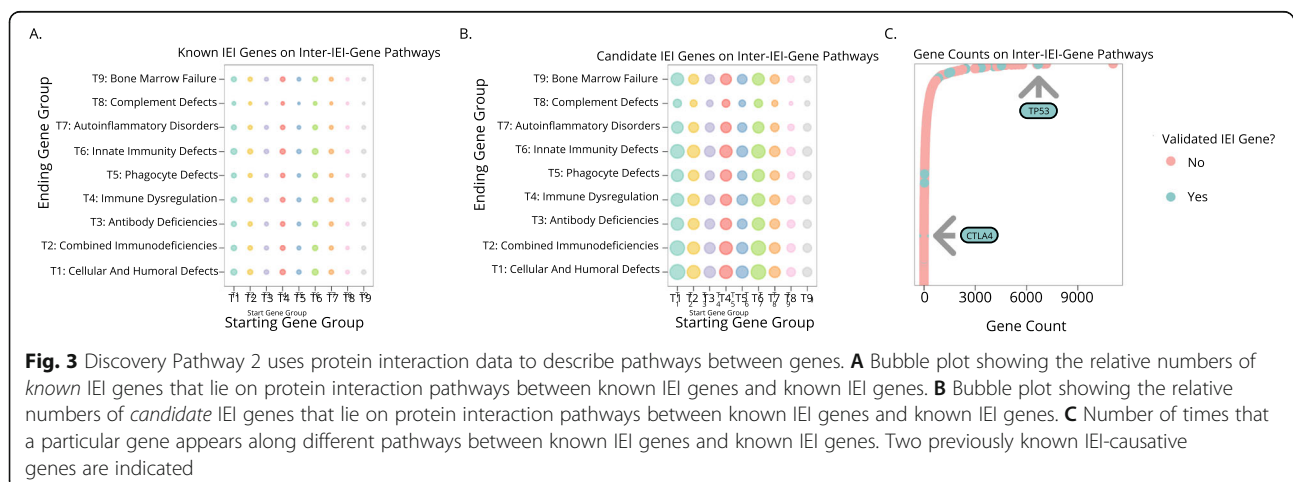 A.
Known IEI Genes on Inter-IEI-Gene Pathways
Ending Gene Group
T9: Bone Marrow Failure
T8: Complement Defects
T7: Autoinflammatory Disorders
T6: Innate Immunity Defects
T5: Phagocyte Defects
T4: Immune Dysregulation
T3: Antibody Deficiencies
T2: Combined Immunodeficiencies
T1: Cellular And Humoral Defects
T1 T2 T3 T4 T5 T6 T7 T8 T9
Start Gene Group
Starting Gene Group
B.
Candidate IEI Genes on Inter-IEI-Gene Pathways
Ending Gene Group
T9: Bone Marrow Failure
T8: Complement Defects
T7: Autoinflammatory Disorders
T6: Innate Immunity Defects
T5: Phagocyte Defects
T4: Immune Dysregulation
T3: Antibody Deficiencies
T2: Combined Immunodeficiencies
T1: Cellular And Humoral Defects
T1 T2 T3 T4 T5 T6 T7 T8 T9
Start Gene Group
Starting Gene Group
C.
Gene Counts on Inter-IEI-Gene Pathways
TP53
CTLA4
0 3000 6000 9000
Gene Count
Validated IEI Gene?
No
Yes
Fig. 3 Discovery Pathway 2 uses protein interaction data to describe pathways between genes. A Bubble plot showing the relative numbers of
known IEI genes that lie on protein interaction pathways between known IEI genes and known IEI genes. B Bubble plot showing the relative
numbers of candidate IEI genes that lie on protein interaction pathways between known IEI genes and known IEI genes. C Number of times that
a particular gene appears along different pathways between known IEI genes and known IEI genes. Two previously known IEI-causative
genes are indicated